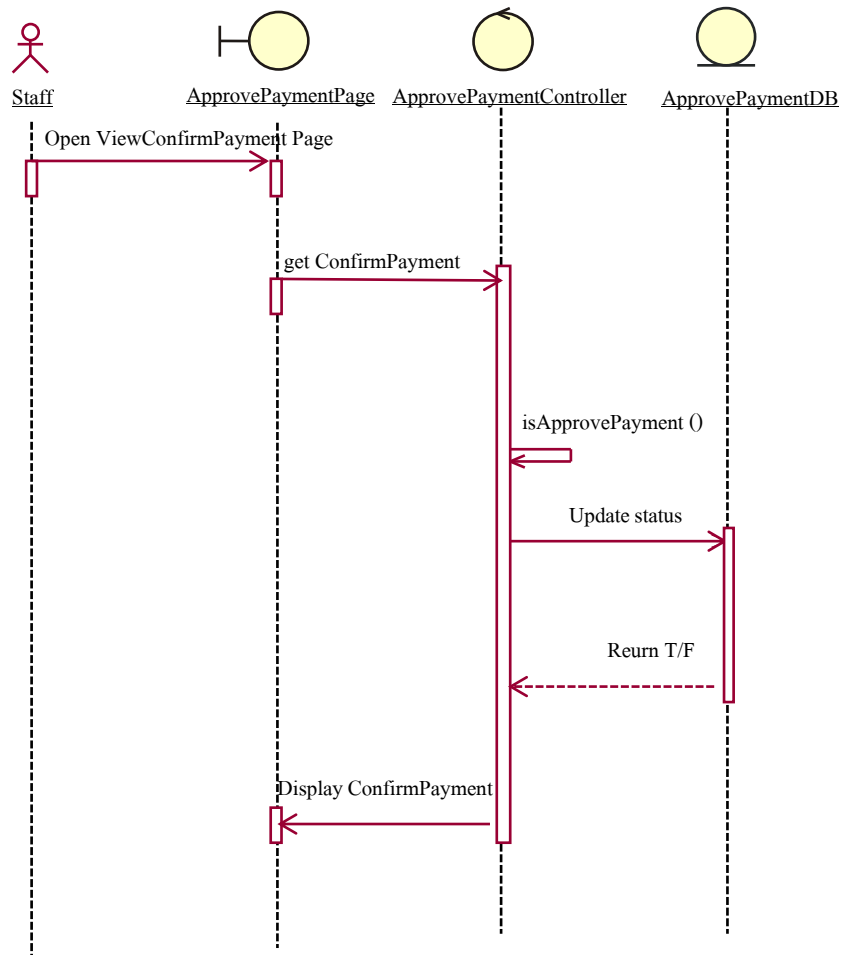 Staff
ApprovePaymentPage
ApprovePaymentController
ApprovePaymentDB
Open ViewConfirmPayment Page
get ConfirmPayment
isApprovePayment ()
Update status
Reurn T/F
Display ConfirmPayment